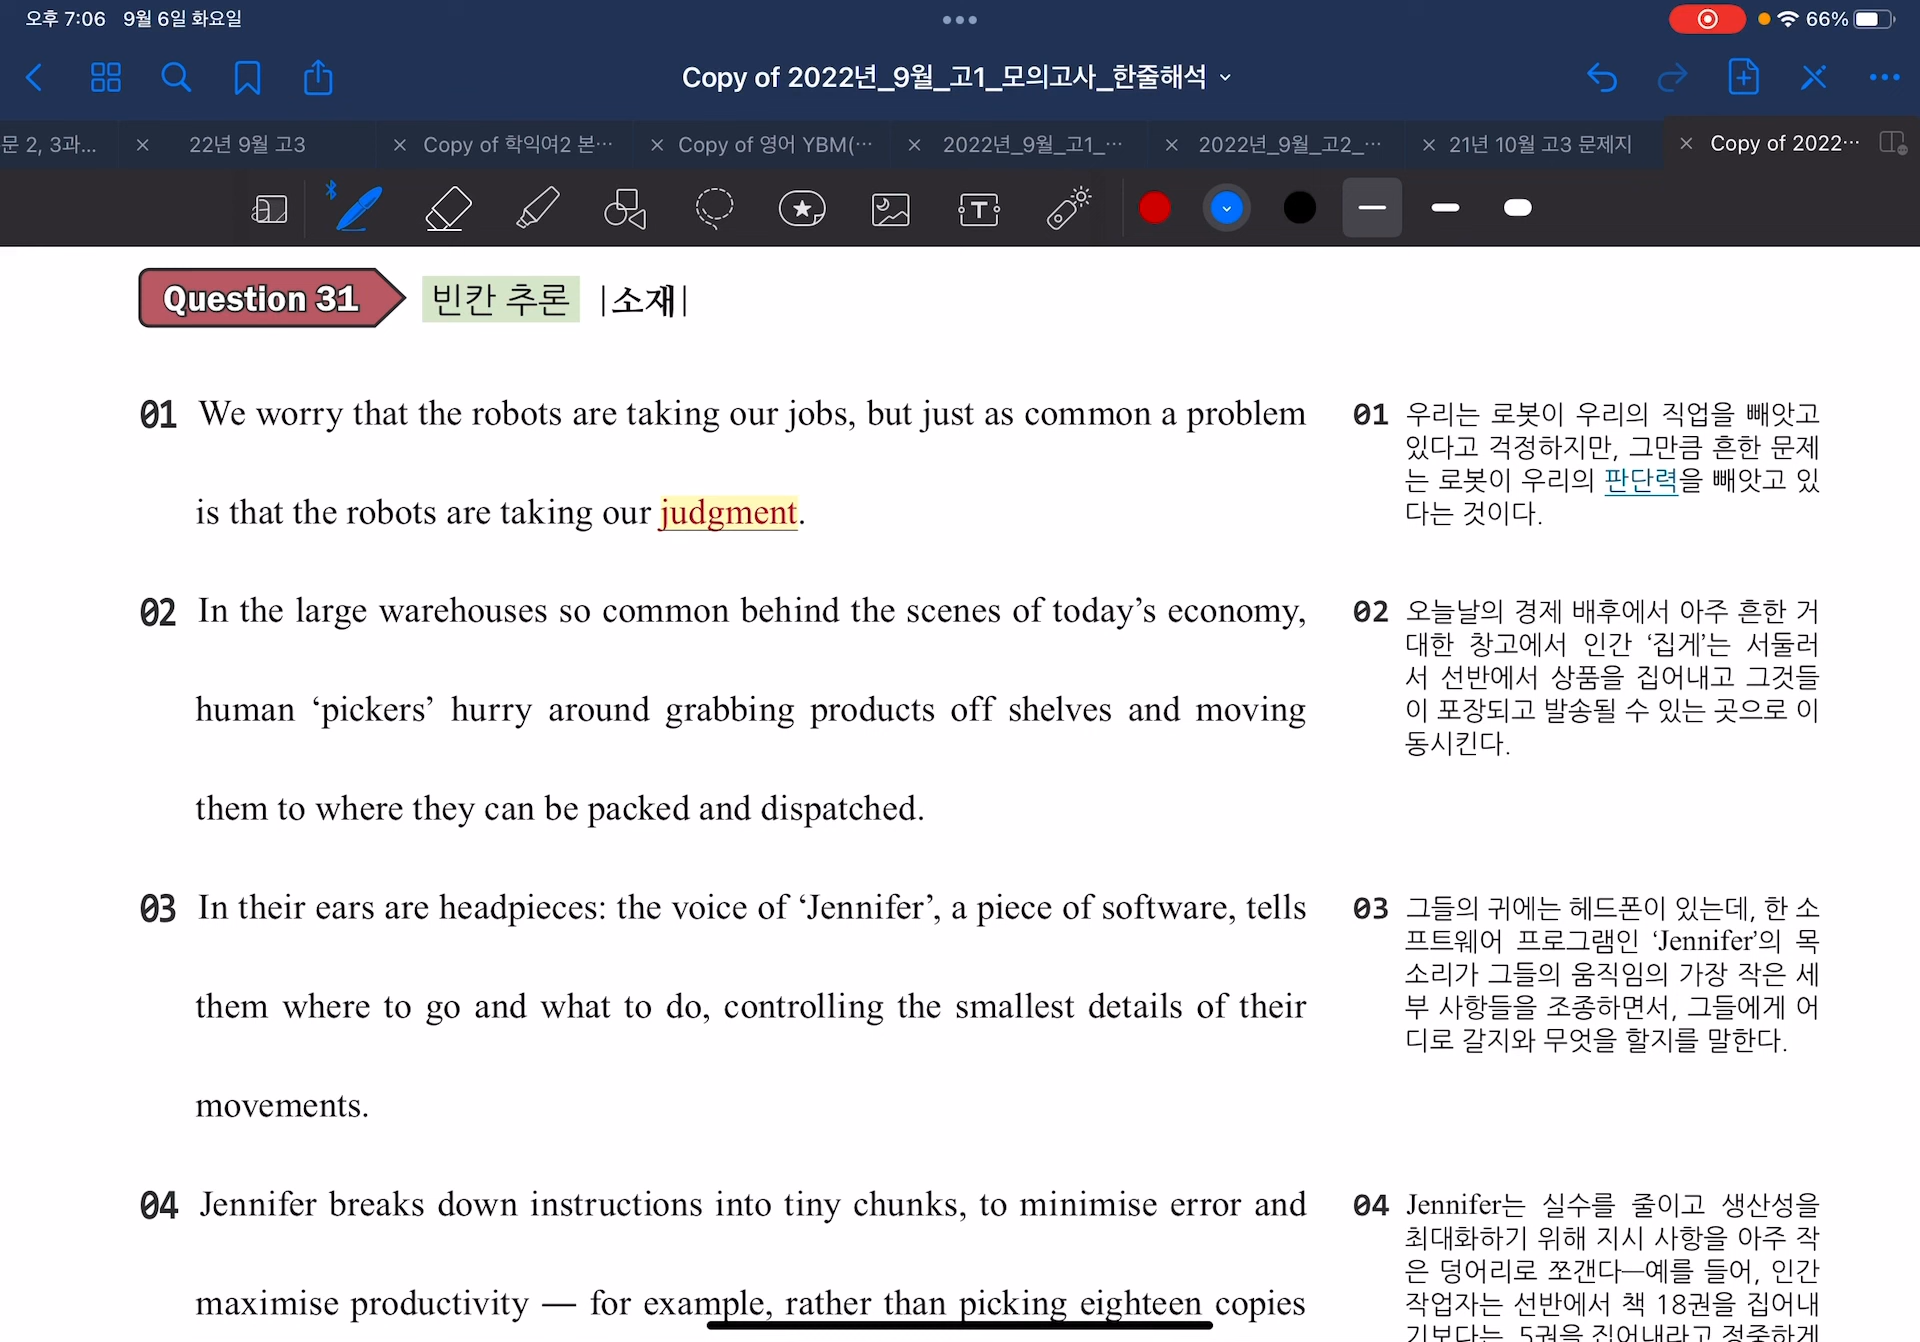 오후 7:06 9월 6일 화요일
66%
Copy of 2022년_9월_고1_모의고사_한줄해석
문 2, 3과...
22년 9월 고3
Copy of 학익여2 본…
Copy of 영어 YBM(…
2022년_9월_고1_…
2022년_9월_고2_…
21년 10월 고3 문제지
Copy of 2022…
Question 31 빈칸 추론 |소재|
01 We worry that the robots are taking our jobs, but just as common a problem
is that the robots are taking our judgment.
01 우리는 로봇이 우리의 직업을 빼앗고
있다고 걱정하지만, 그만큼 흔한 문제
는 로봇이 우리의 판단력을 빼앗고 있
다는 것이다.
02 In the large warehouses so common behind the scenes of today’s economy,
human ‘pickers’ hurry around grabbing products off shelves and moving
them to where they can be packed and dispatched.
02 오늘날의 경제 배후에서 아주 흔한 거
대한 창고에서 인간 ‘집게’는 서둘러
서 선반에서 상품을 집어내고 그것들
이 포장되고 발송될 수 있는 곳으로 이
동시킨다.
03 In their ears are headpieces: the voice of ‘Jennifer’, a piece of software, tells
them where to go and what to do, controlling the smallest details of their
movements.
03 그들의 귀에는 헤드폰이 있는데, 한 소
프트웨어 프로그램인 ‘Jennifer’의 목
소리가 그들의 움직임의 가장 작은 세
부 사항들을 조종하면서, 그들에게 어
디로 갈지와 무엇을 할지를 말한다.
04 Jennifer breaks down instructions into tiny chunks, to minimise error and
maximise productivity — for example, rather than picking eighteen copies
04 Jennifer는 실수를 줄이고 생산성을
최대화하기 위해 지시 사항을 아주 작
은 덩어리로 쪼갠다—예를 들어, 인간
작업자는 선반에서 책 18권을 집어내
기보다는, 5권을 집어내라고 정중하게